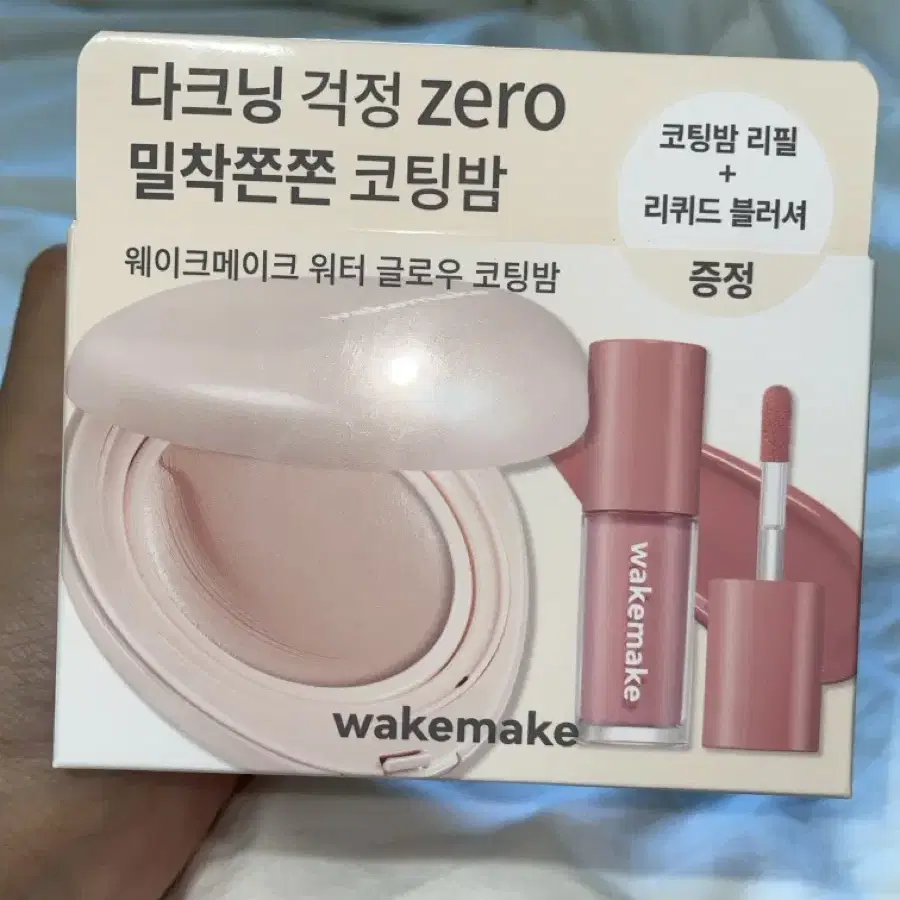 다크닝 걱정 zero
밀착쫀쫀 코팅밤
웨이크메이크 워터 글로우 코팅밤
코팅밤 리필
+
리퀴드 블러셔
증정
wakemake
wakemake